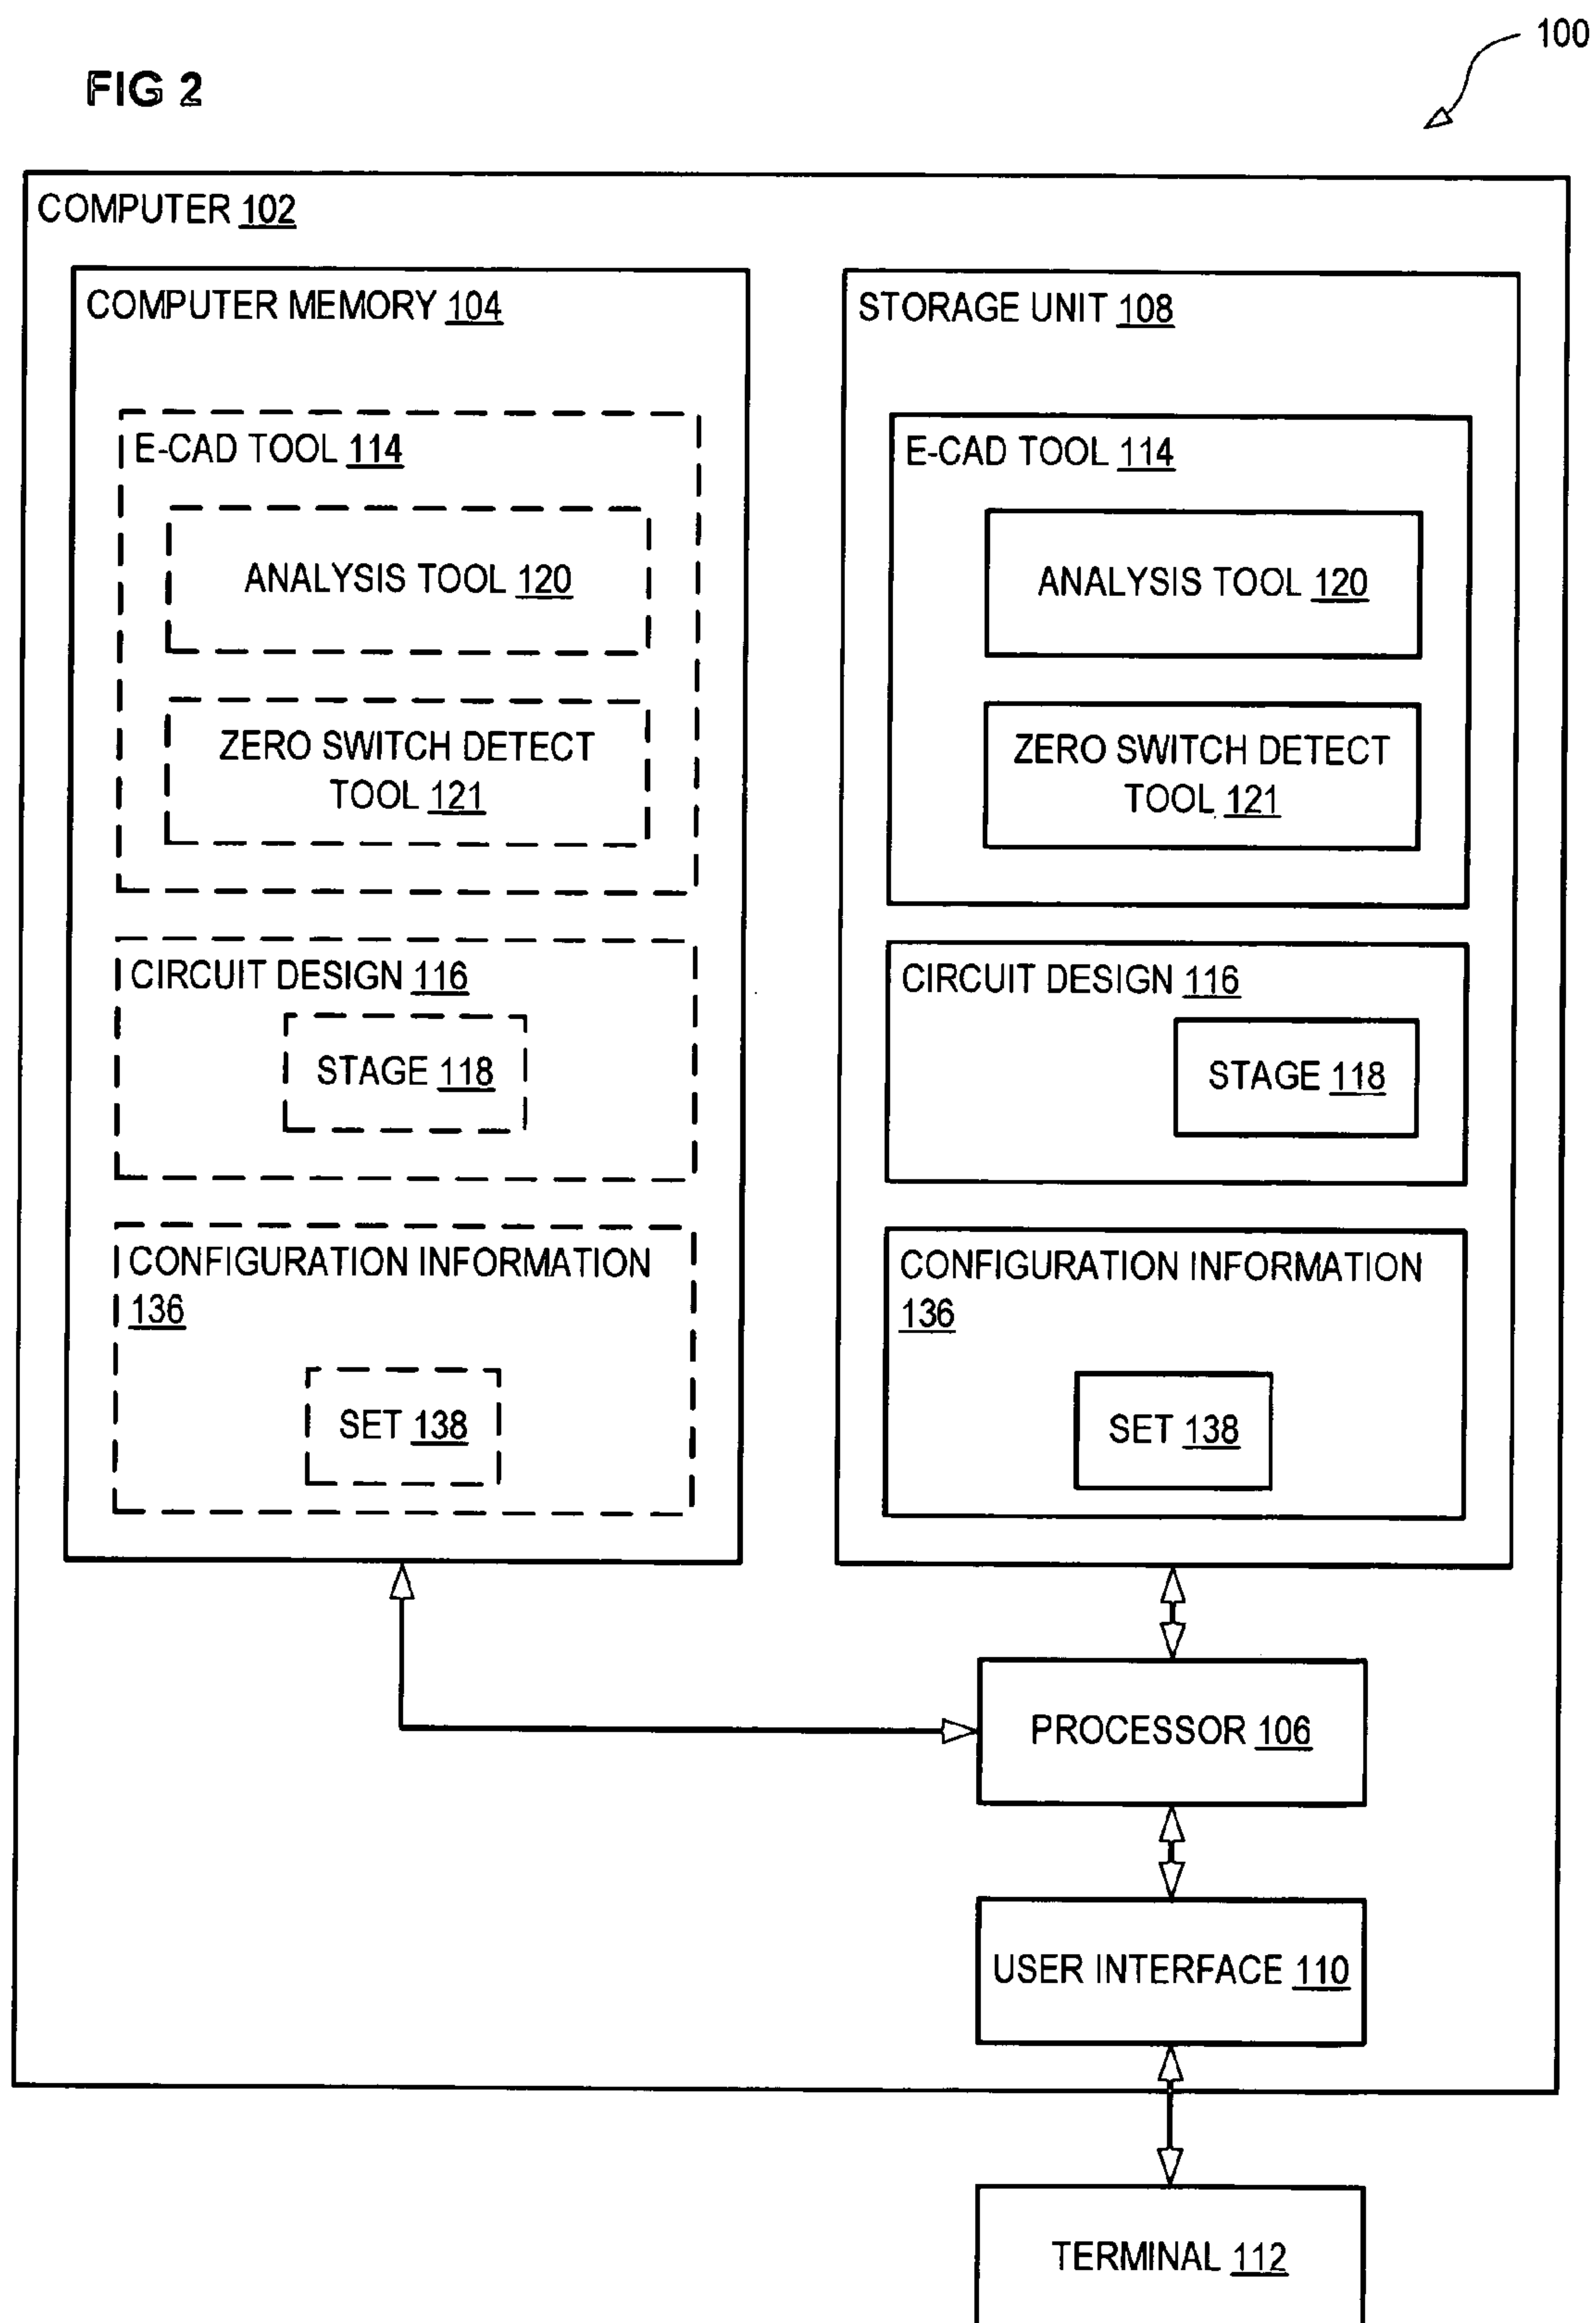 100
FIG 2
COMPUTER 102
COMPUTER MEMORY 104
E-CAD TOOL 114
ANALYSIS TOOL 120
ZERO SWITCH DETECT
TOOL 121
CIRCUIT DESIGN 116
STAGE 118
CONFIGURATION INFORMATION
136
SET 138
STORAGE UNIT 108
E-CAD TOOL 114
ANALYSIS TOOL 120
ZERO SWITCH DETECT
TOOL 121
CIRCUIT DESIGN 116
STAGE 118
CONFIGURATION INFORMATION
136
SET 138
PROCESSOR 106
USER INTERFACE 110
TERMINAL 112